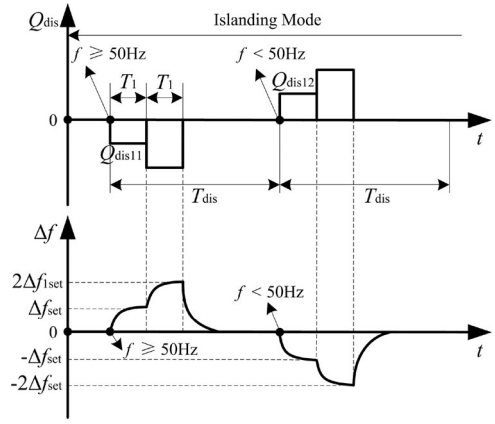 Qdis
Islanding Mode
f ≥ 50Hz
f < 50Hz
T1
T1
Qdis12
0
Qdis11
t
Tdis
Tdis
Δf
2Δf1set
f < 50Hz
Δfset
0
f ≥ 50Hz
t
-Δfset
-2Δfset